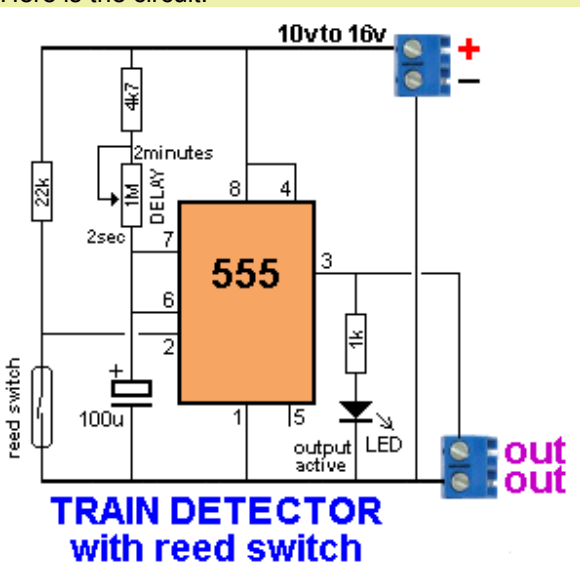 Here is the circuit.
10v to 16v
+
−
4k7
2minutes
22k
1M
DELAY
2sec
8
4
7
555
3
6
2
1k
reed switch
+
100u
1
5
output
active
LED
out
out
TRAIN DETECTOR
with reed switch